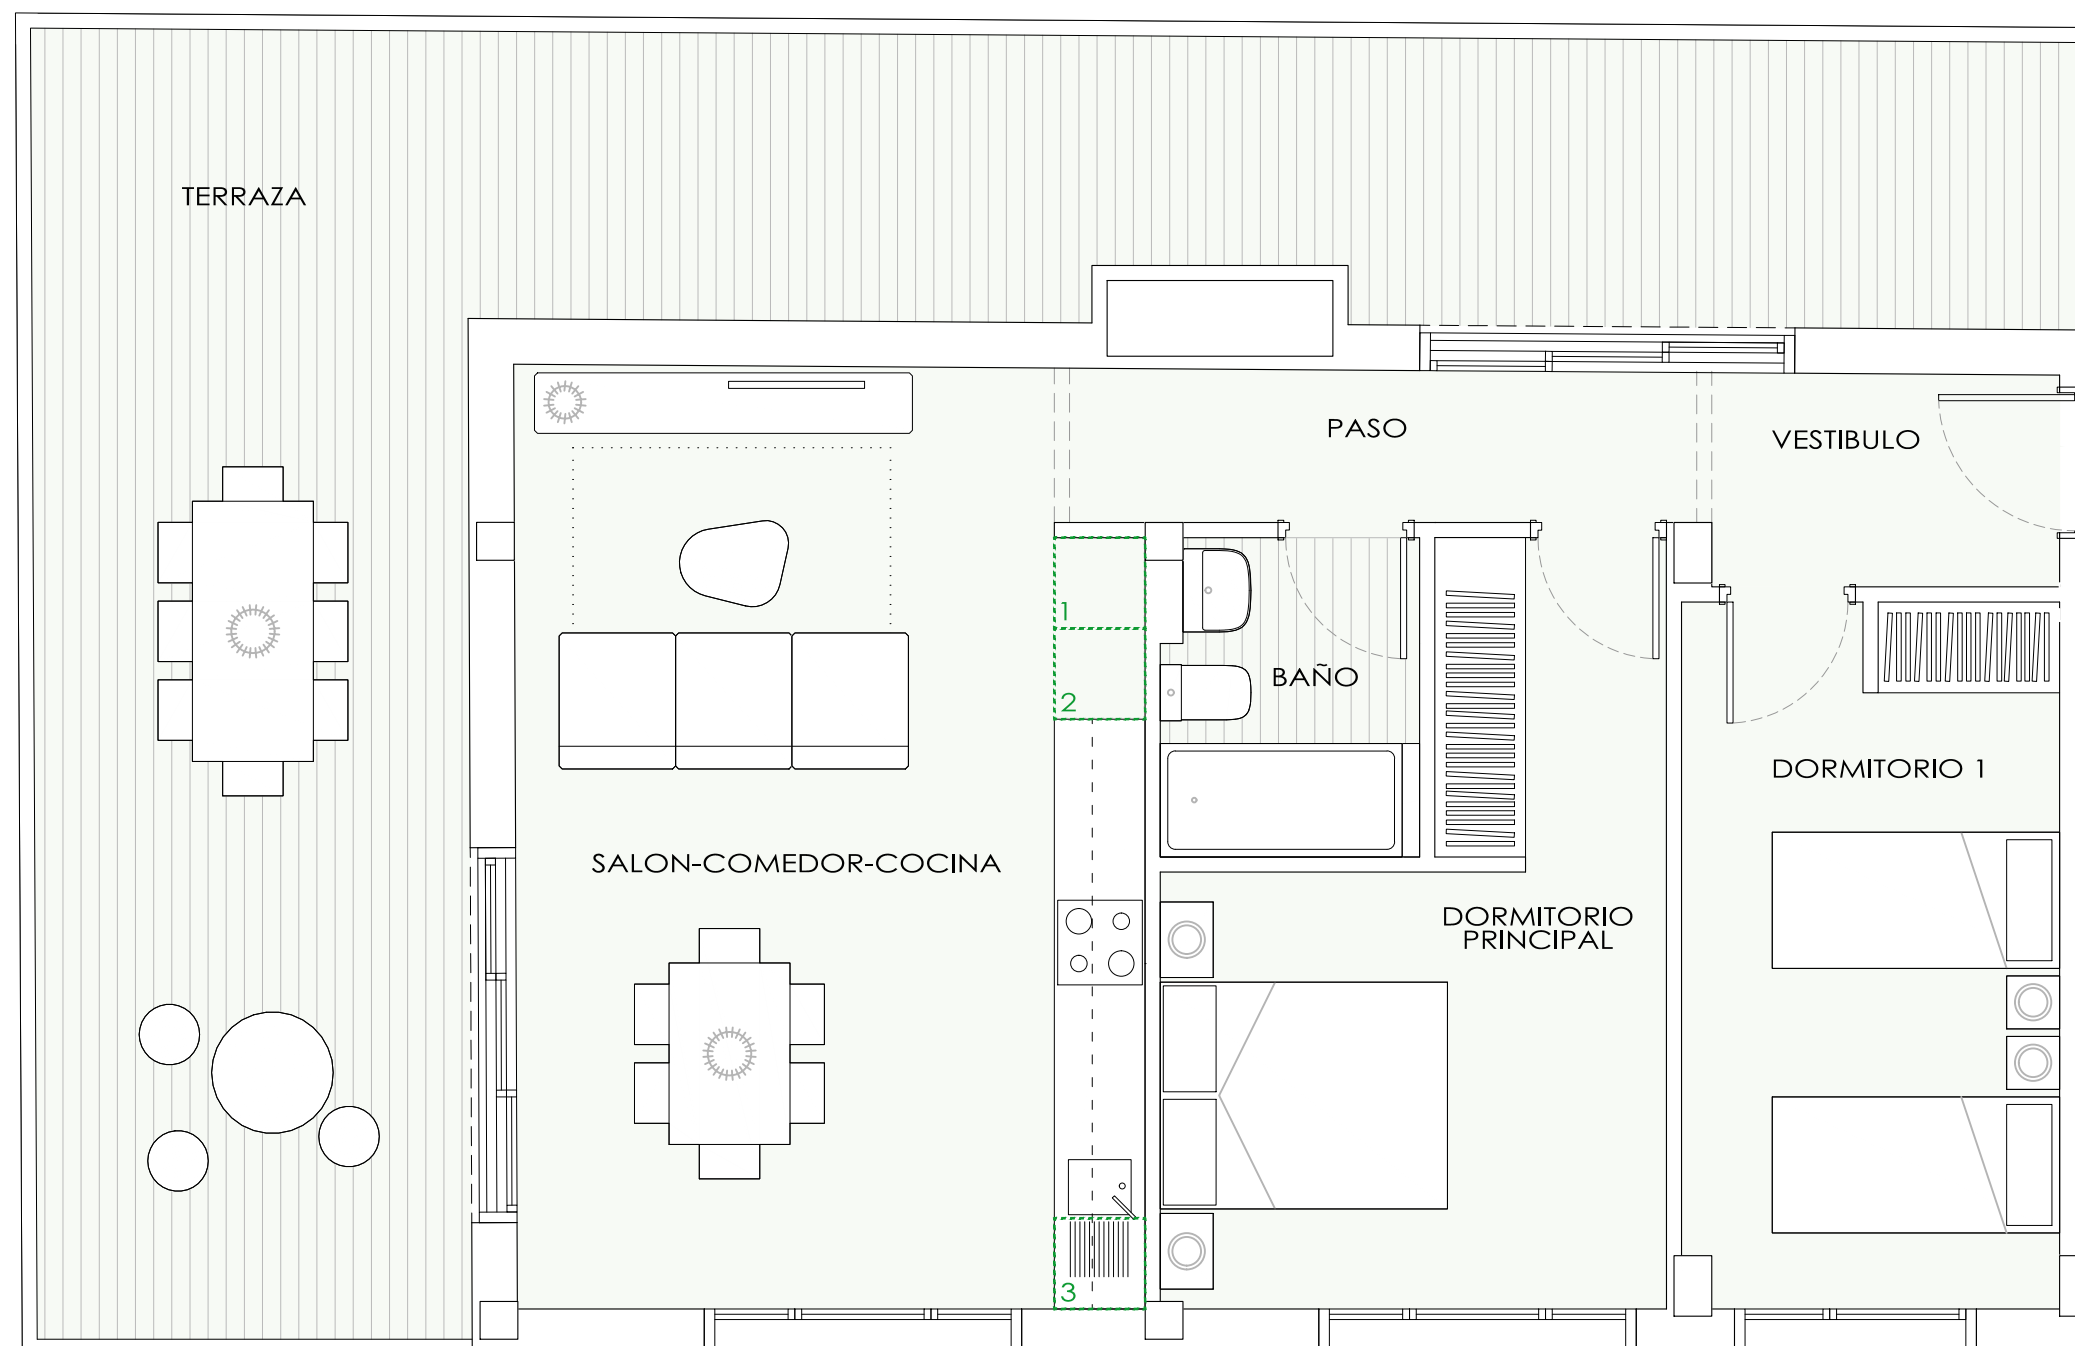 TERRAZA
PASO
VESTIBULO
1
2
BAÑO
DORMITORIO 1
SALON-COMEDOR-COCINA
DORMITORIO
PRINCIPAL
3